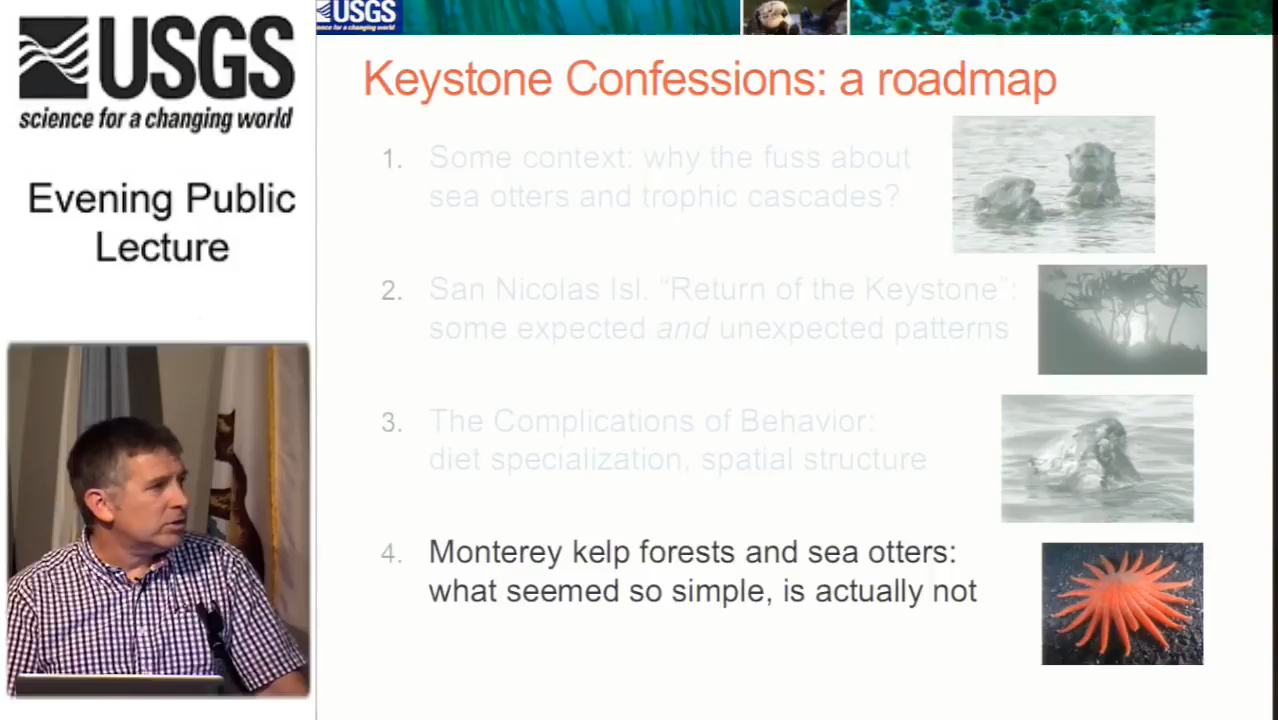 USGS
science for a changing world
Evening Public
Lecture
USGS
science for a changing world
Keystone Confessions: a roadmap
1. Some context: why the fuss about
sea otters and trophic cascades?
2. San Nicolas Isl. “Return of the Keystone”:
some expected and unexpected patterns
3. The Complications of Behavior:
diet specialization, spatial structure
4. Monterey kelp forests and sea otters:
what seemed so simple, is actually not